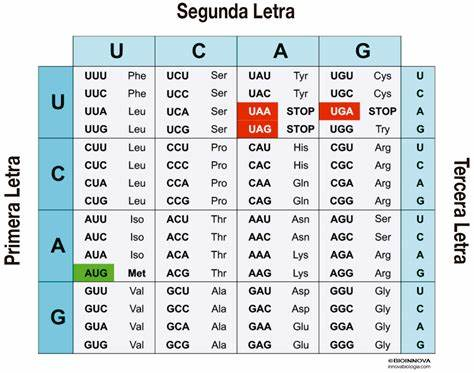 Segunda Letra
U C A G
UUU Phe UCU Ser UAU Tyr UGU Cys U
UUC Phe UCC Ser UAC Tyr UGC Cys C
U
UUA Leu UCA Ser UAA STOP UGA STOP A
UUG Leu UCG Ser UAG STOP UGG Try G
CUU Leu CCU Pro CAU His CGU Arg U
CUC Leu CCC Pro CAC His CGC Arg C
C
CUA Leu CCA Pro CAA Gln CGA Arg A
CUG Leu CCG Pro CAG Gln CGG Arg G
Primera Letra
Tercera Letra
AUU Iso ACU Thr AAU Asn AGU Ser U
AUC Iso ACC Thr AAC Asn AGC Ser C
A
AUA Iso ACA Thr AAA Lys AGA Arg A
AUG Met ACG Thr AAG Lys AGG Arg G
GUU Val GCU Ala GAU Asp GGU Gly U
GUC Val GCC Ala GAC Asp GGC Gly C
G
GUA Val GCA Ala GAA Glu GGA Gly A
GUG Val GCG Ala GAG Glu GGG Gly G
©BIOINNOVA
innovabiologia.com